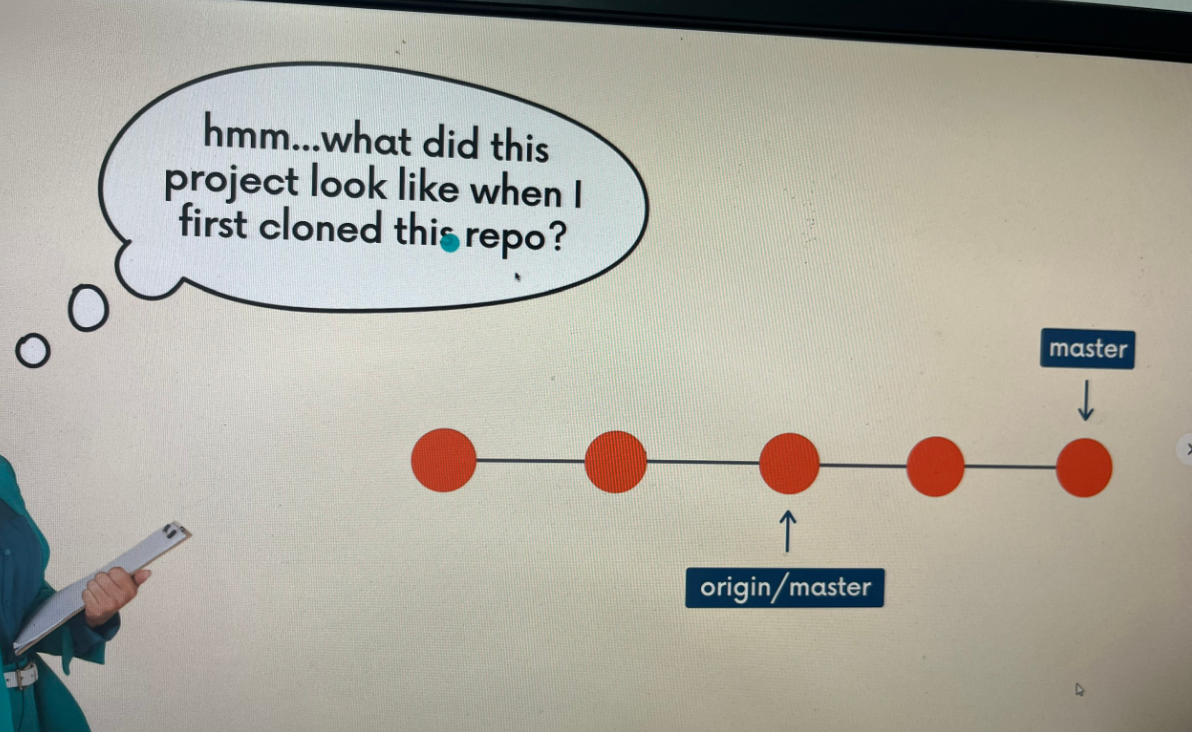 hmm...what did this
project look like when I
first cloned this repo?
master
origin/master